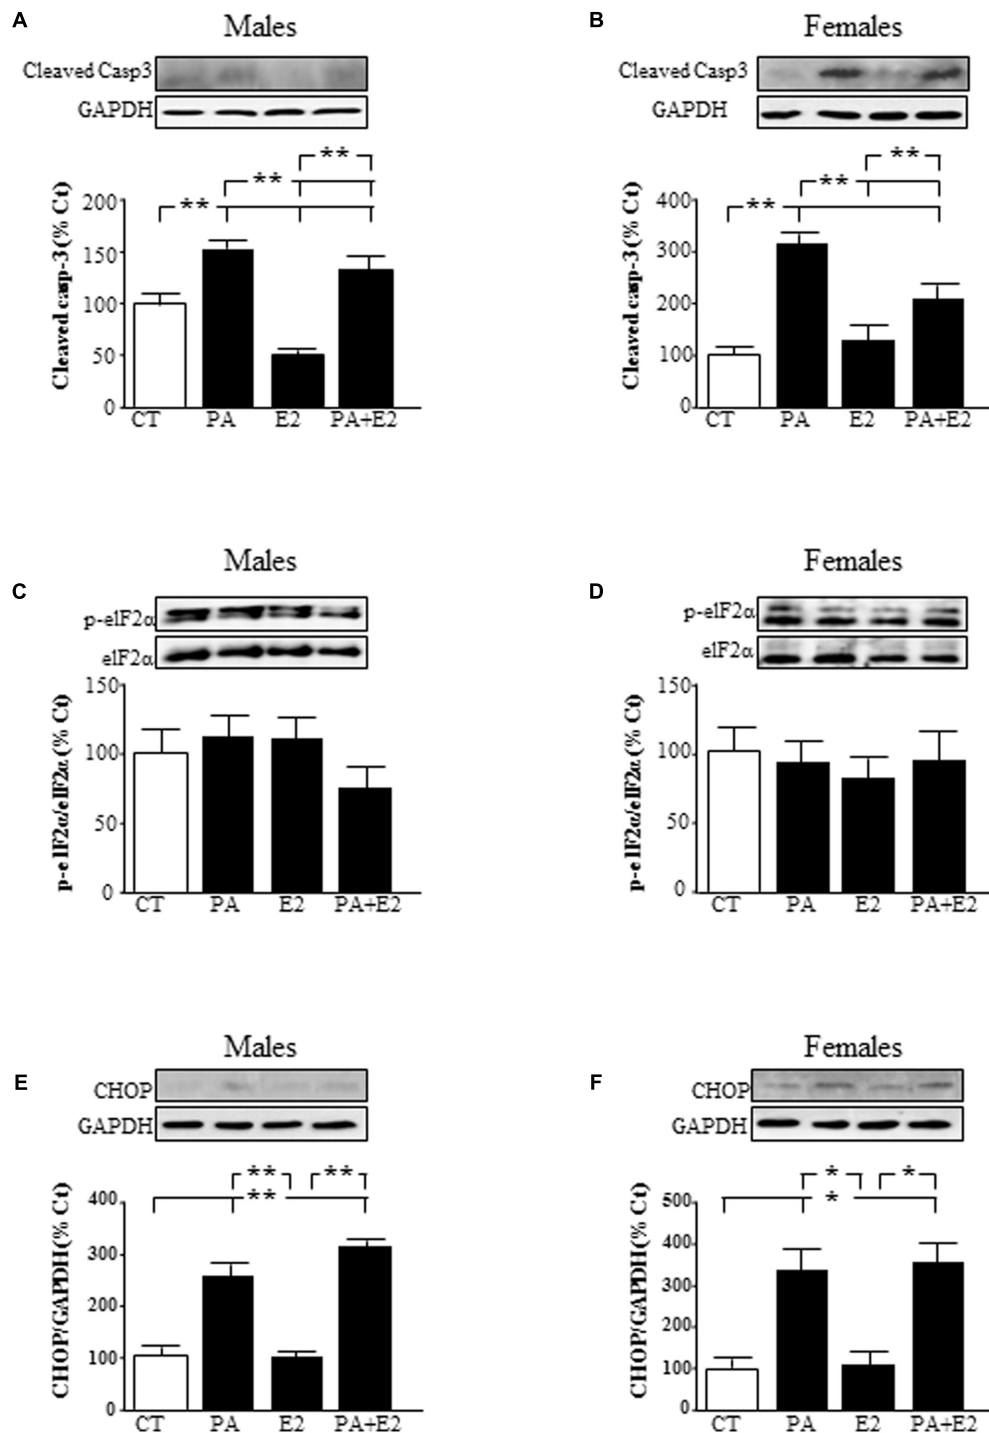 A
Males
Cleaved Casp3
GAPDH
**
**
**
Cleaved casp-3 (% Ct)
200
150
100
50
0
CT PA E2 PA+E2
B
Females
Cleaved Casp3
GAPDH
**
**
**
Cleaved casp-3 (% Ct)
400
300
200
100
0
CT PA E2 PA+E2
C
Males
p-eIF2α
eIF2α
p-eIF2α/eIF2α (% Ct)
150
100
50
0
CT PA E2 PA+E2
D
Females
p-eIF2α
eIF2α
p-eIF2α/eIF2α (% Ct)
150
100
50
0
CT PA E2 PA+E2
E
Males
CHOP
GAPDH
** **
**
CHOP/GAPDH (% Ct)
400
300
200
100
0
CT PA E2 PA+E2
F
Females
CHOP
GAPDH
* *
*
CHOP/GAPDH (% Ct)
500
400
300
200
100
0
CT PA E2 PA+E2